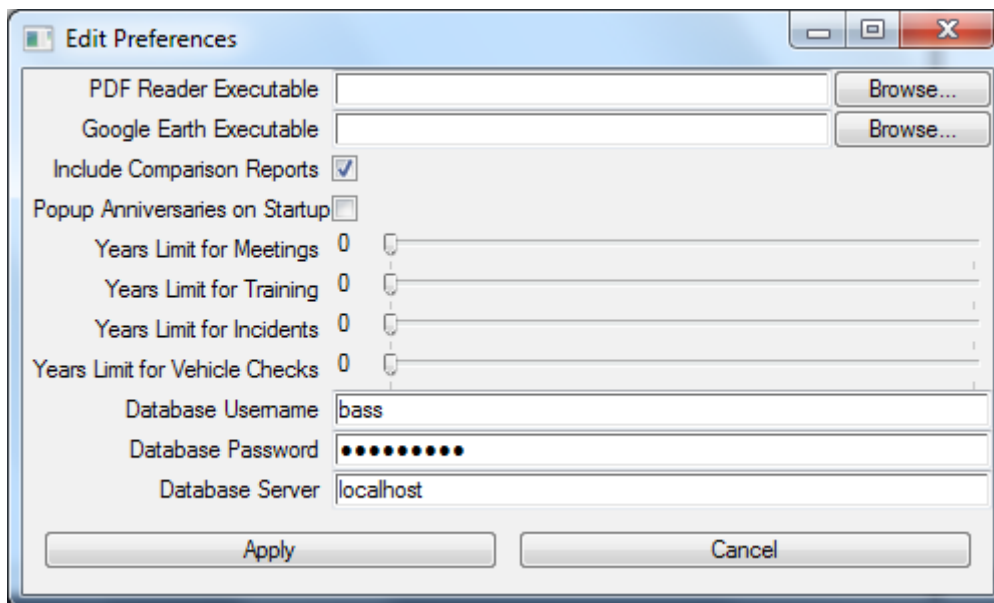 Edit Preferences
PDF Reader Executable Browse...
Google Earth Executable Browse...
Include Comparison Reports
Popup Anniversaries on Startup
Years Limit for Meetings 0
Years Limit for Training 0
Years Limit for Incidents 0
Years Limit for Vehicle Checks 0
Database Username bass
Database Password ●●●●●●●●●
Database Server localhost
Apply Cancel